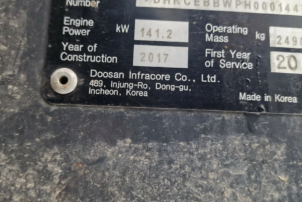 Number
Engine Power kW 141.2 Operating Mass kg
Year of Construction 2017 First Year of Service 20
Doosan Infracore Co., Ltd.
489, Injung-Ro, Dong-gu,
Incheon, Korea
Made in Korea